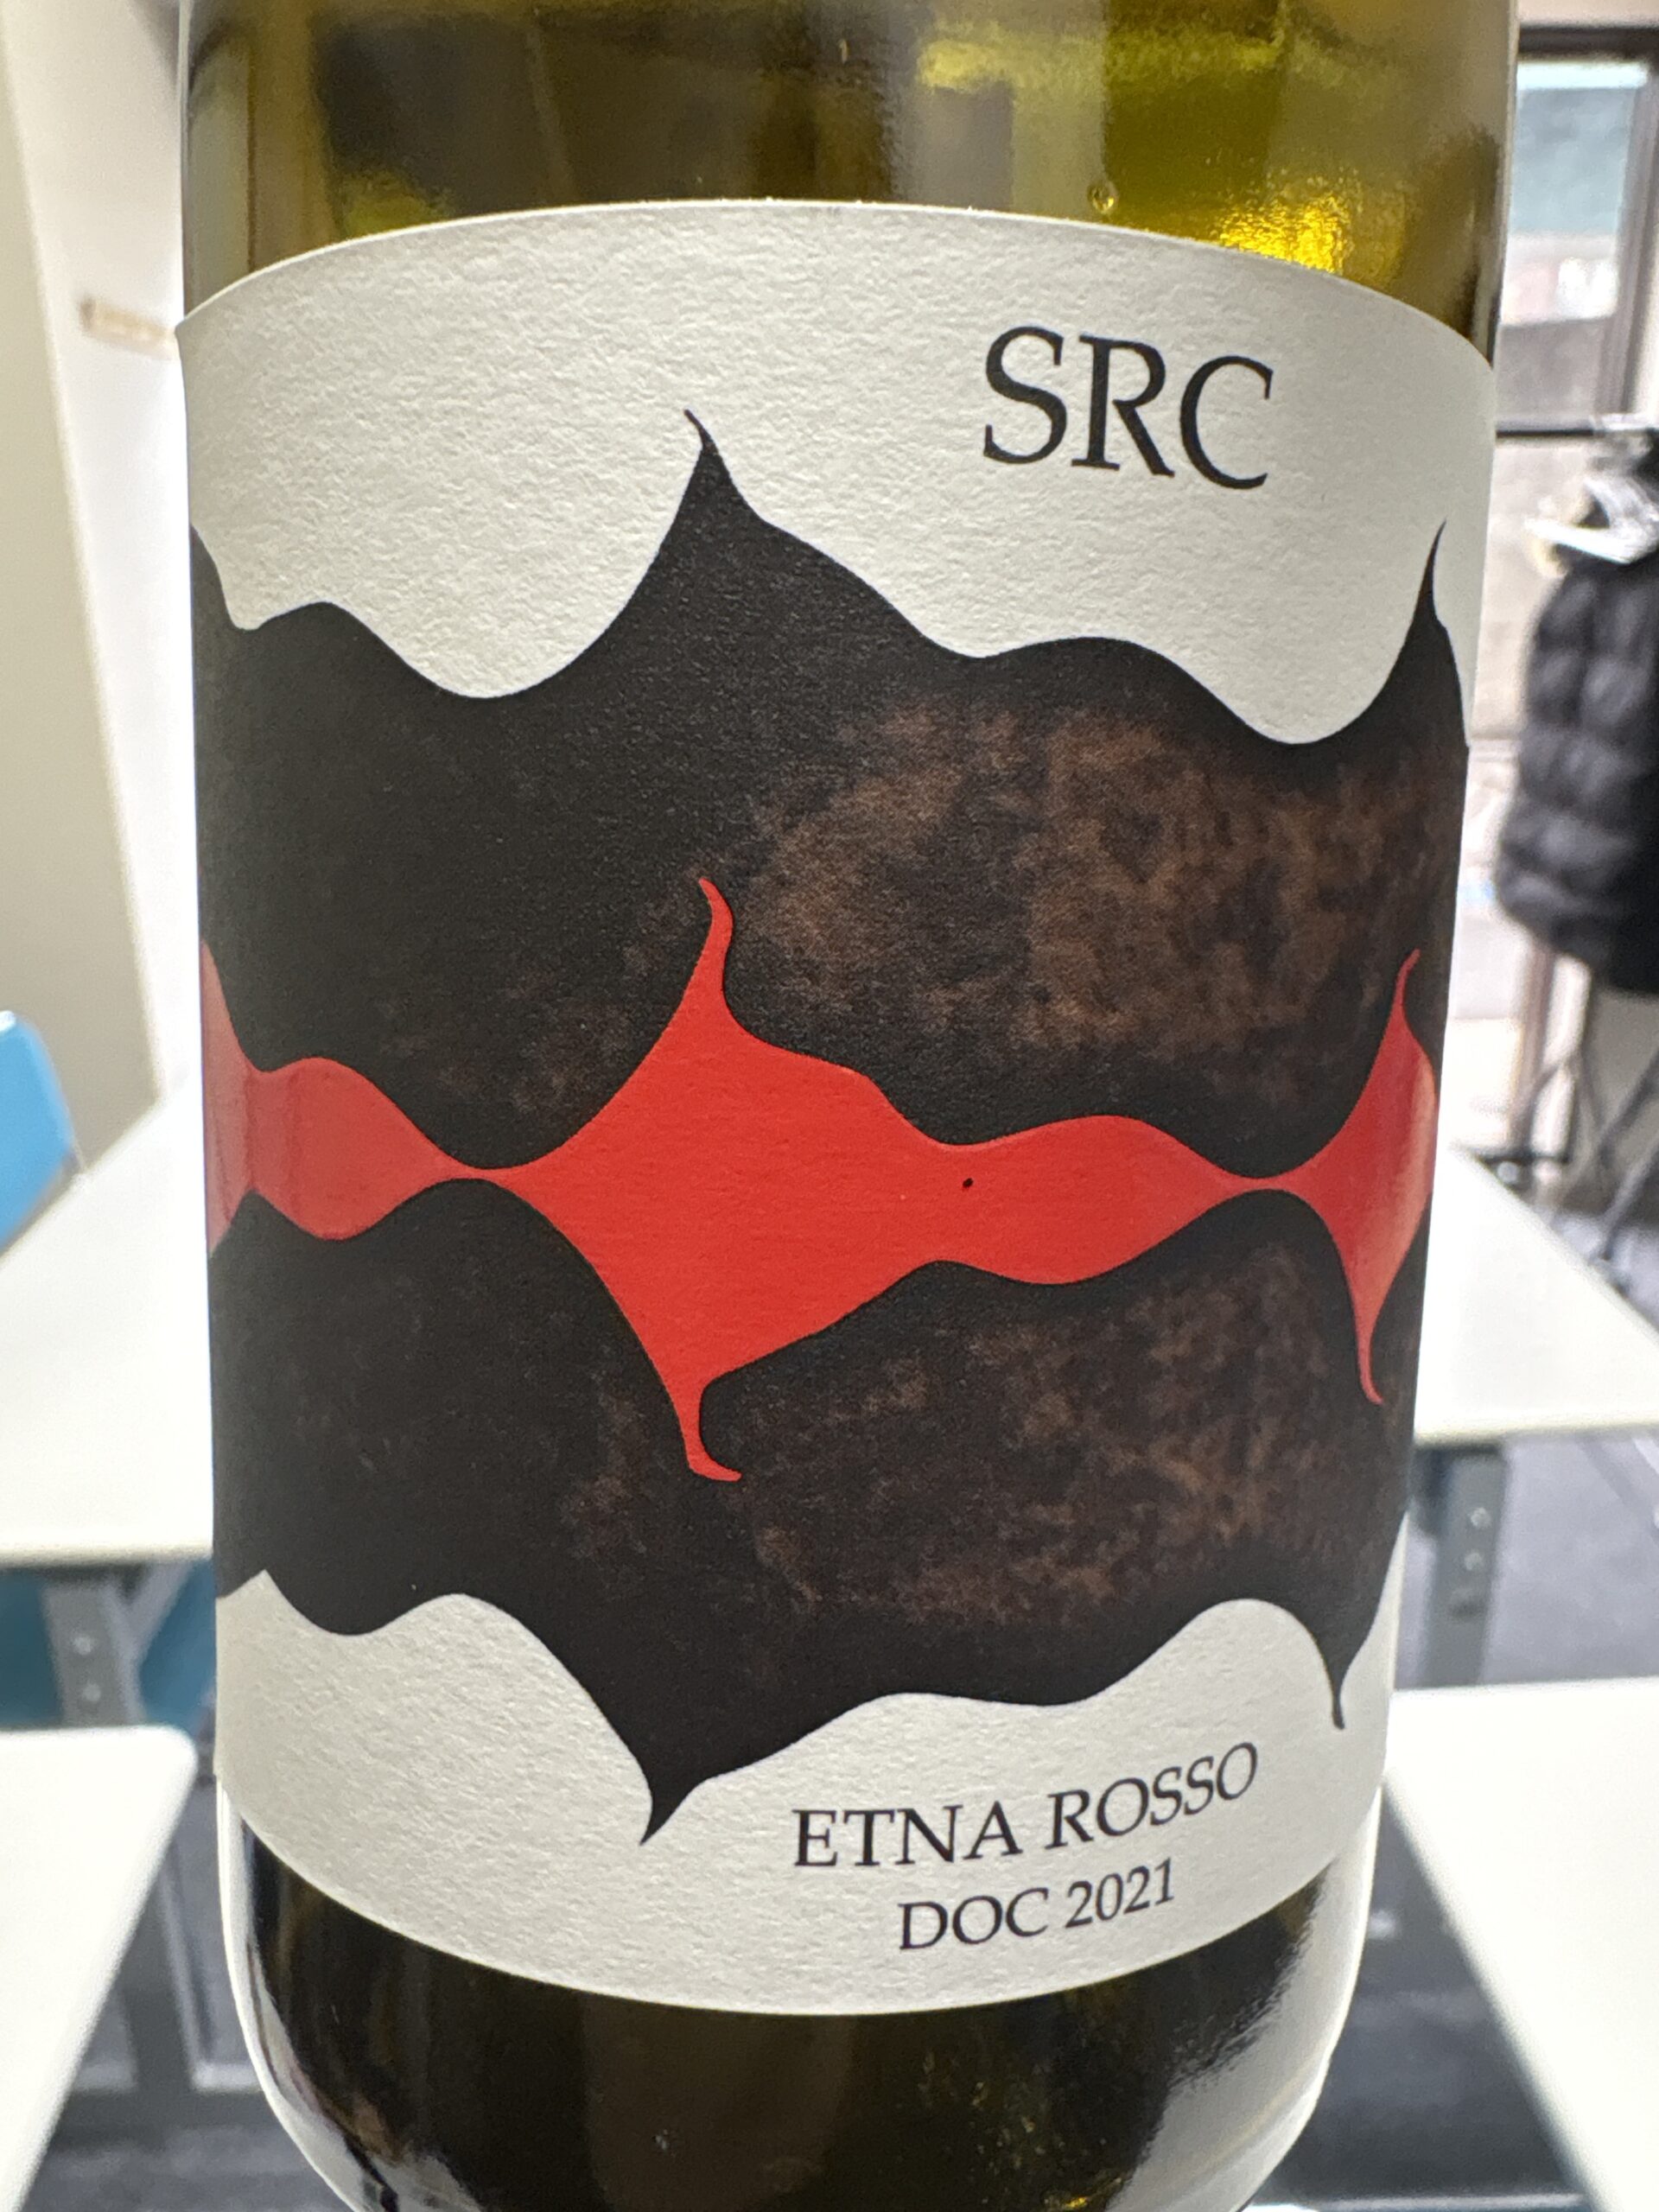 SRC
ETNA ROSSO
DOC 2021